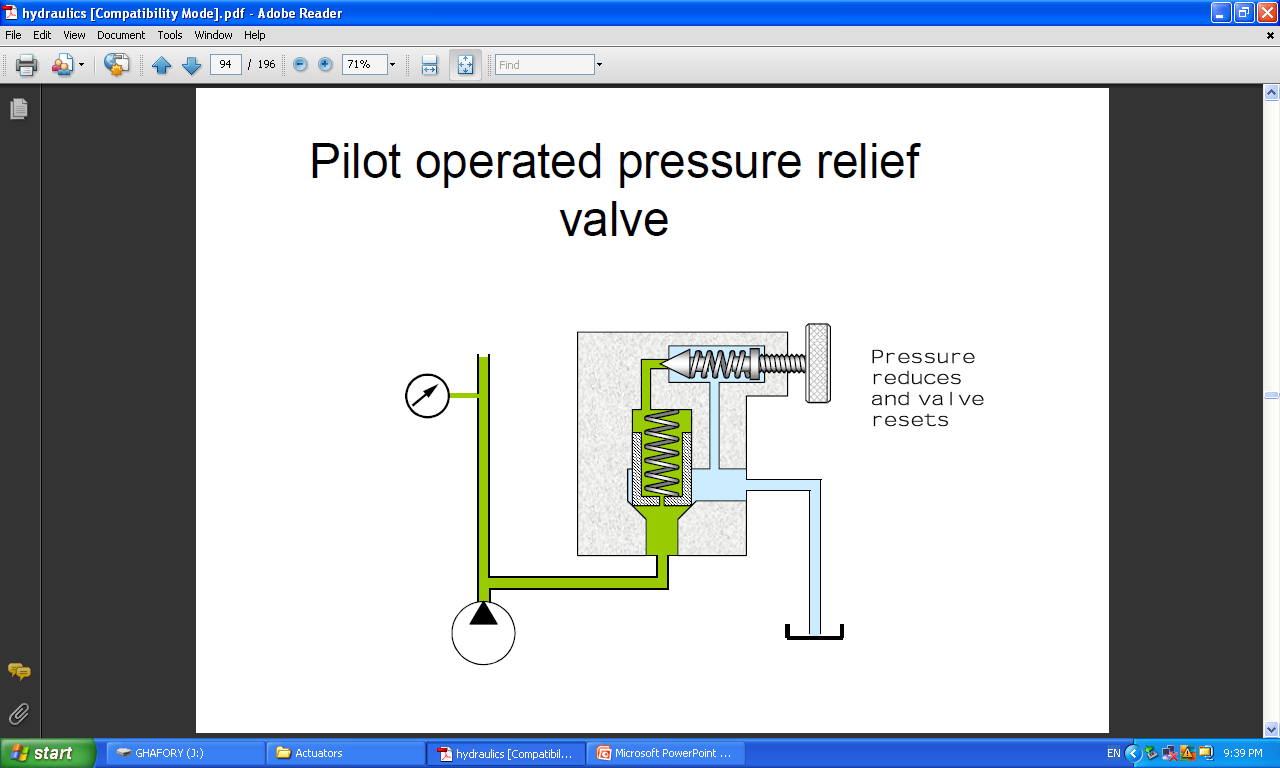 hydraulics [Compatibility Mode].pdf - Adobe Reader
File Edit View Document Tools Window Help
94 / 196 71% Find
Pilot operated pressure relief
valve
Pressure
reduces
and valve
resets
start GHAFORY (J:) Actuators hydraulics [Compatibil... Microsoft PowerPoint ... EN 9:39 PM